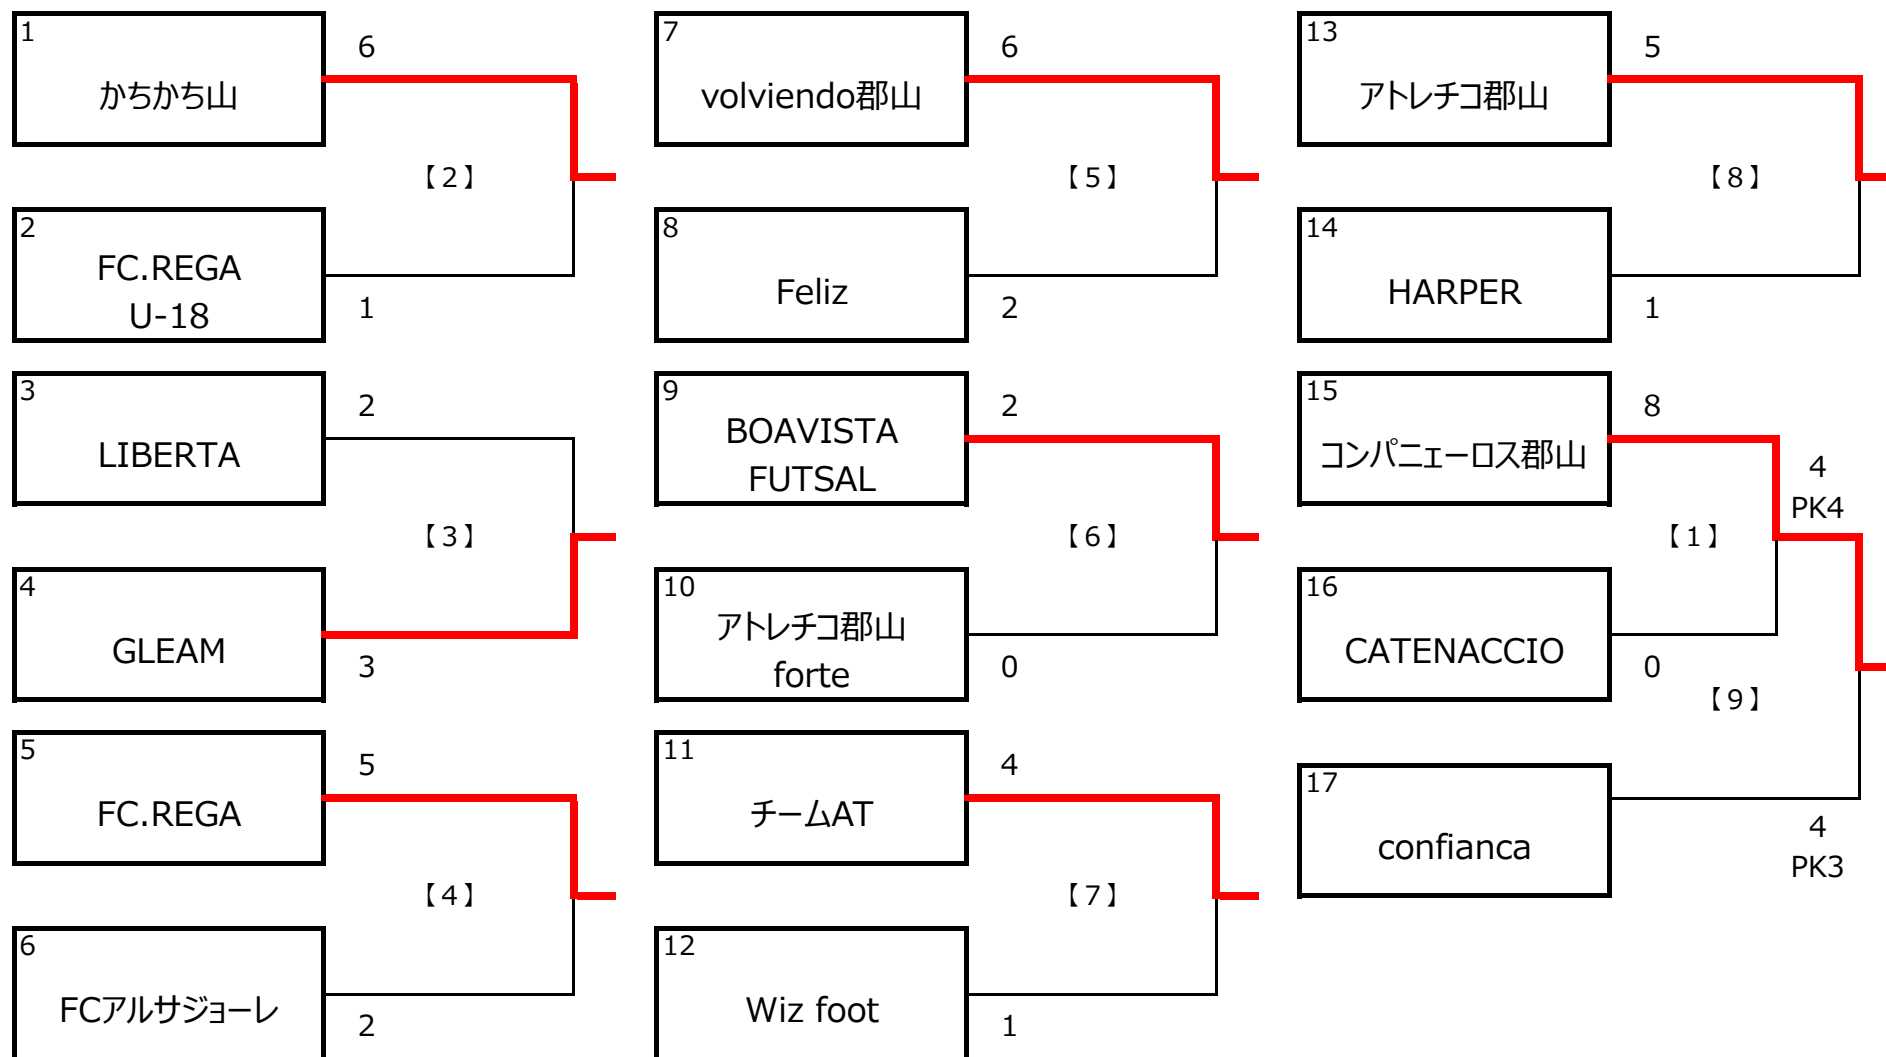 1
かちかち山
6
【2】
2
FC.REGA
U-18
1
3
LIBERTA
2
【3】
4
GLEAM
3
5
FC.REGA
5
【4】
6
FCアルサジョーレ
2
7
volviendo郡山
6
【5】
8
Feliz
2
9
BOAVISTA
FUTSAL
2
【6】
10
アトレチコ郡山
forte
0
11
チームAT
4
【7】
12
Wiz foot
1
13
アトレチコ郡山
5
【8】
14
HARPER
1
15
コンパニェーロス郡山
8
4
PK4
【1】
16
CATENACCIO
0
【9】
17
confianca
4
PK3